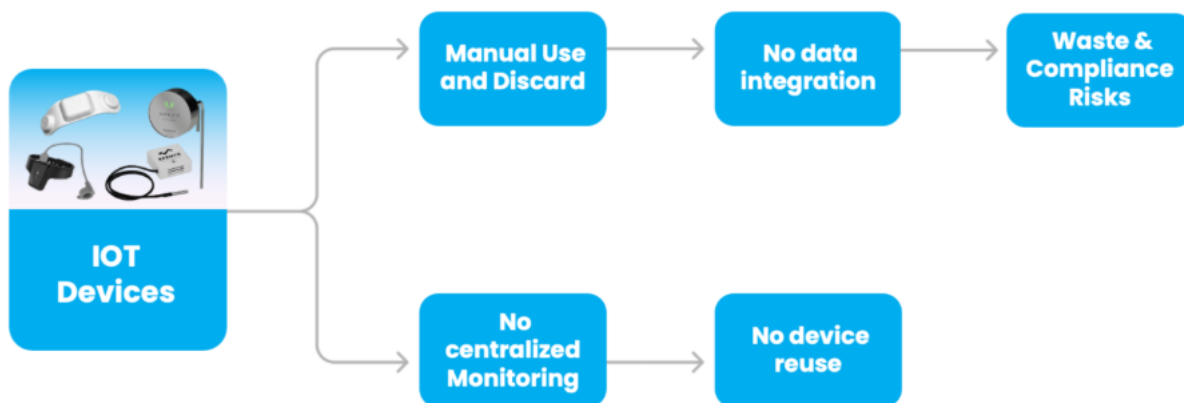 Manual Use
and Discard
No data
integration
Waste &
Compliance
Risks
IOT
Devices
No
centralized
Monitoring
No device
reuse